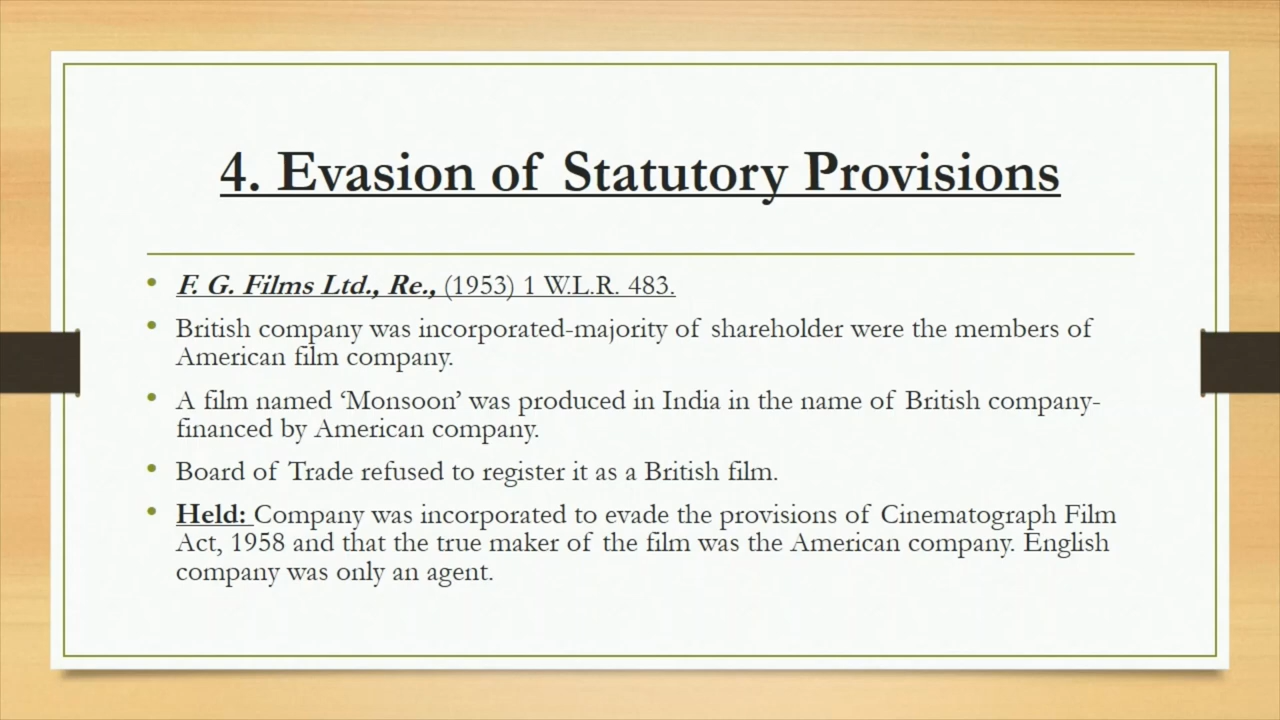 4. Evasion of Statutory Provisions
• F. G. Films Ltd., Re., (1953) 1 W.L.R. 483.
• British company was incorporated-majority of shareholder were the members of
American film company.
• A film named ‘Monsoon’ was produced in India in the name of British company-
financed by American company.
• Board of Trade refused to register it as a British film.
• Held: Company was incorporated to evade the provisions of Cinematograph Film
Act, 1958 and that the true maker of the film was the American company. English
company was only an agent.